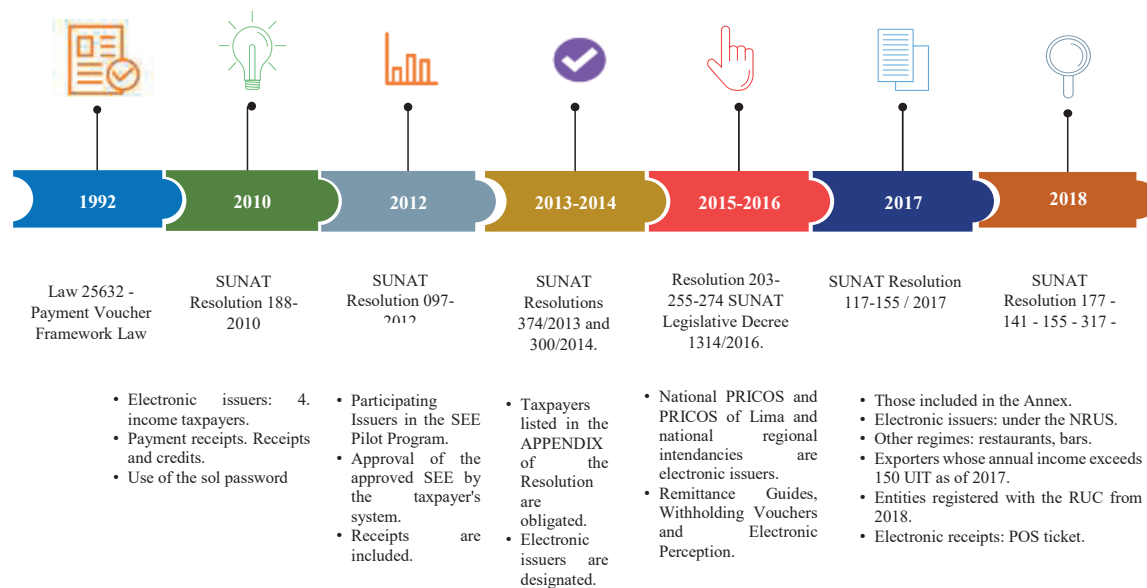 1992
2010
2012
2013-2014
2015-2016
2017
2018
Law 25632 -
Payment Voucher
Framework Law
SUNAT
Resolution 188-
2010
SUNAT
Resolution 097-
2012
SUNAT
Resolutions
374/2013 and
300/2014.
Resolution 203-
255-274 SUNAT
Legislative Decree
1314/2016.
SUNAT Resolution
117-155 / 2017
SUNAT
Resolution 177 -
141 - 155 - 317 -
• Electronic issuers: 4.
income taxpayers.
• Payment receipts. Receipts
and credits.
• Use of the sol password
• Participating
Issuers in the SEE
Pilot Program.
• Approval of the
approved SEE by
the taxpayer's
system.
• Receipts are
included.
• Taxpayers
listed in the
APPENDIX
of the
Resolution
are
obligated.
• Electronic
issuers are
designated.
• National PRICOS and
PRICOS of Lima and
national regional
intendancies are
electronic issuers.
• Remittance Guides,
Withholding Vouchers
and Electronic
Perception.
• Those included in the Annex.
• Electronic issuers: under the NRUS.
• Other regimes: restaurants, bars.
• Exporters whose annual income exceeds
150 UIT as of 2017.
• Entities registered with the RUC from
2018.
• Electronic receipts: POS ticket.